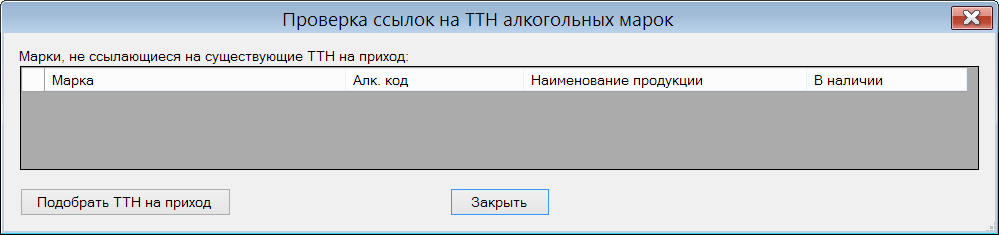 Проверка ссылок на ТТН алкогольных марок
Марки, не ссылающиеся на существующие ТТН на приход:
Марка Алк. код Наименование продукции В наличии
Подобрать ТТН на приход Закрыть